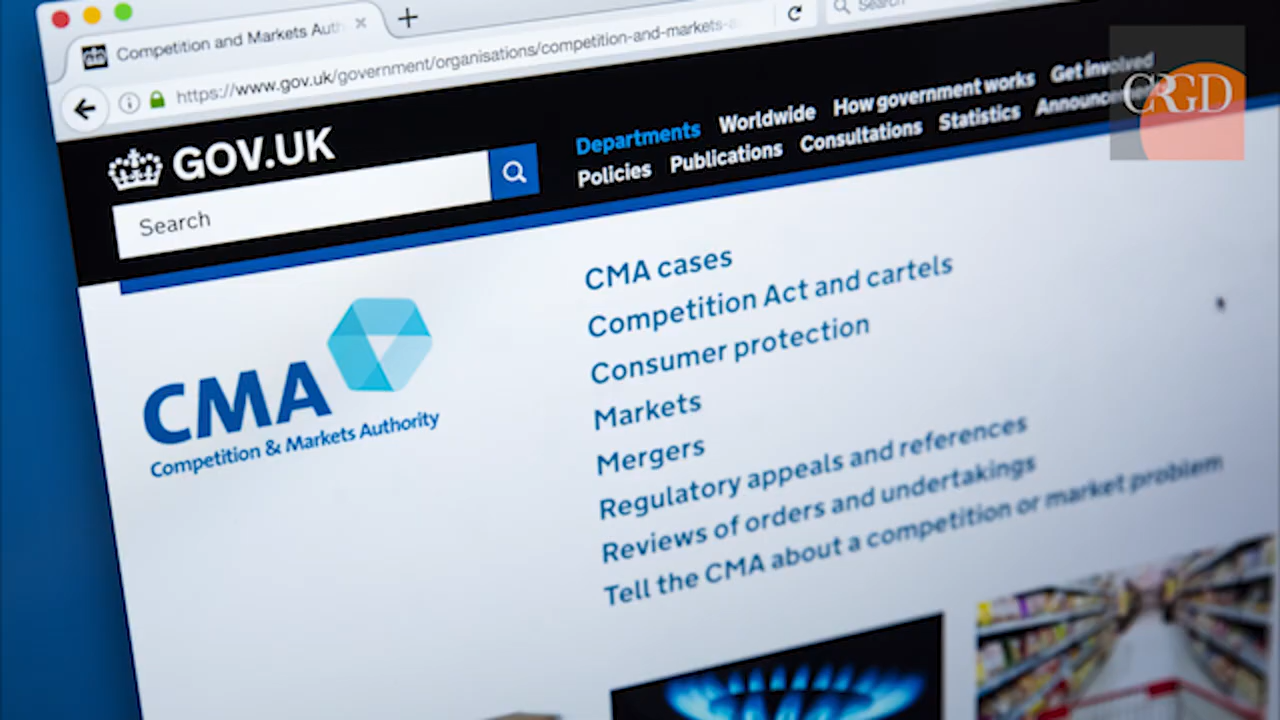 Competition and Markets Auth
https://www.gov.uk/government/organisations/competition-and-markets-a
Search
GOV.UK
Departments Worldwide How government works Get involved
Policies Publications Consultations Statistics
Search
CRGD
CMA
Competition & Markets Authority
CMA cases
Competition Act and cartels
Consumer protection
Markets
Mergers
Regulatory appeals and references
Reviews of orders and undertakings
Tell the CMA about a competition or market problem